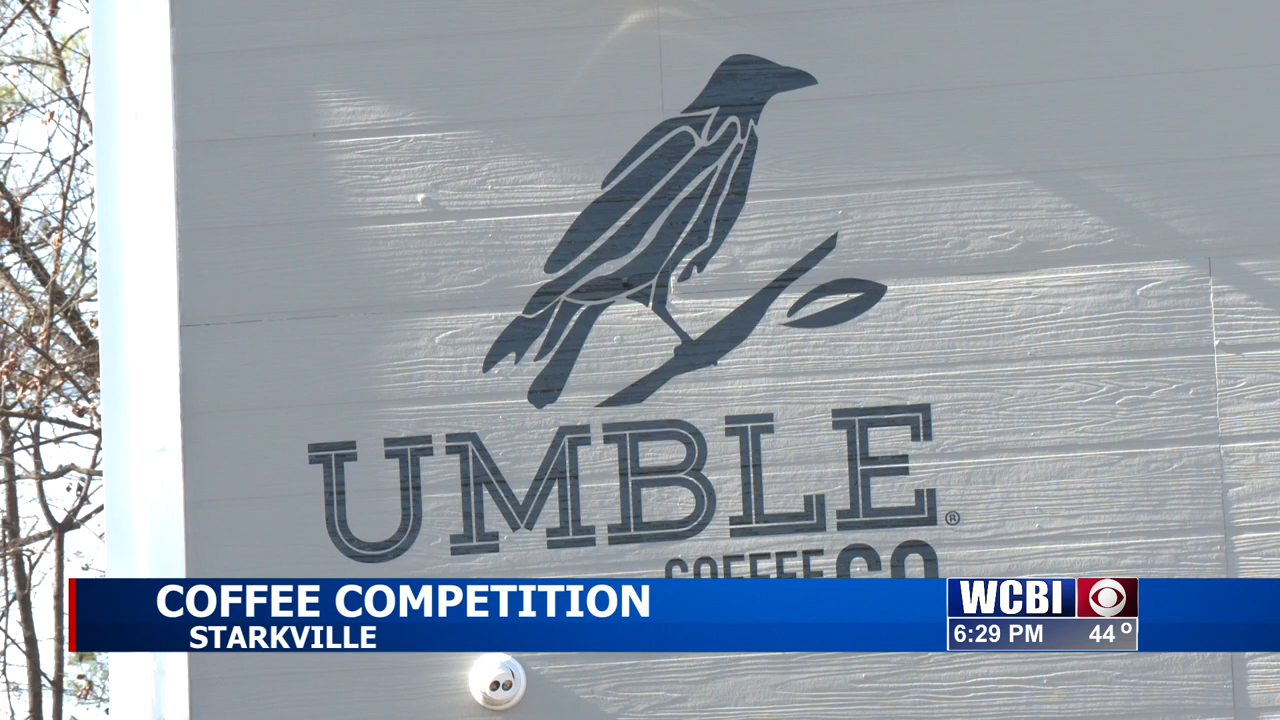 UMBLE®
COFFEE CO
COFFEE COMPETITION
STARKVILLE
WCBI
6:29 PM 44°